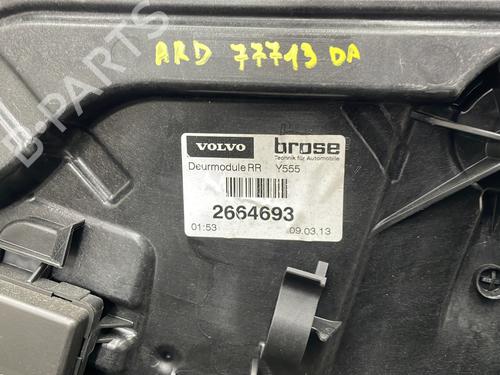 ARD 77713 DA
VOLVO brose
Technik für Automobile
Deurmodule RR Y555
2664693
01:53 09.03.13
B-PARTS